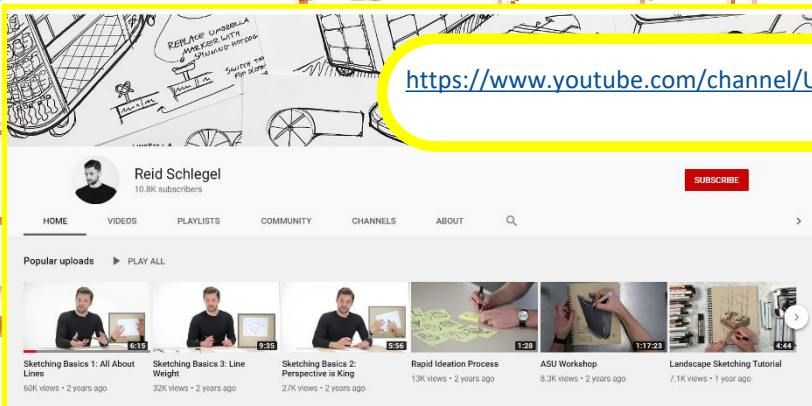 REPLACE UMBRELLA
MARKER WITH
SPINNING HOTDOG
SWITCH TOO
https://www.youtube.com/channel/U
Reid Schlegel
10.8K subscribers
SUBSCRIBE
HOME VIDEOS PLAYLISTS COMMUNITY CHANNELS ABOUT
Popular uploads PLAY ALL
6:15 9:35 5:56 1:28 1:17:23 4:44
Sketching Basics 1: All About Sketching Basics 3: Line Sketching Basics 2: Rapid Ideation Process ASU Workshop Landscape Sketching Tutorial
Lines Weight Perspective is King
60K views • 2 years ago 32K views • 2 years ago 27K views • 2 years ago 13K views • 2 years ago 8.3K views • 2 years ago 7.1K views • 1 year ago